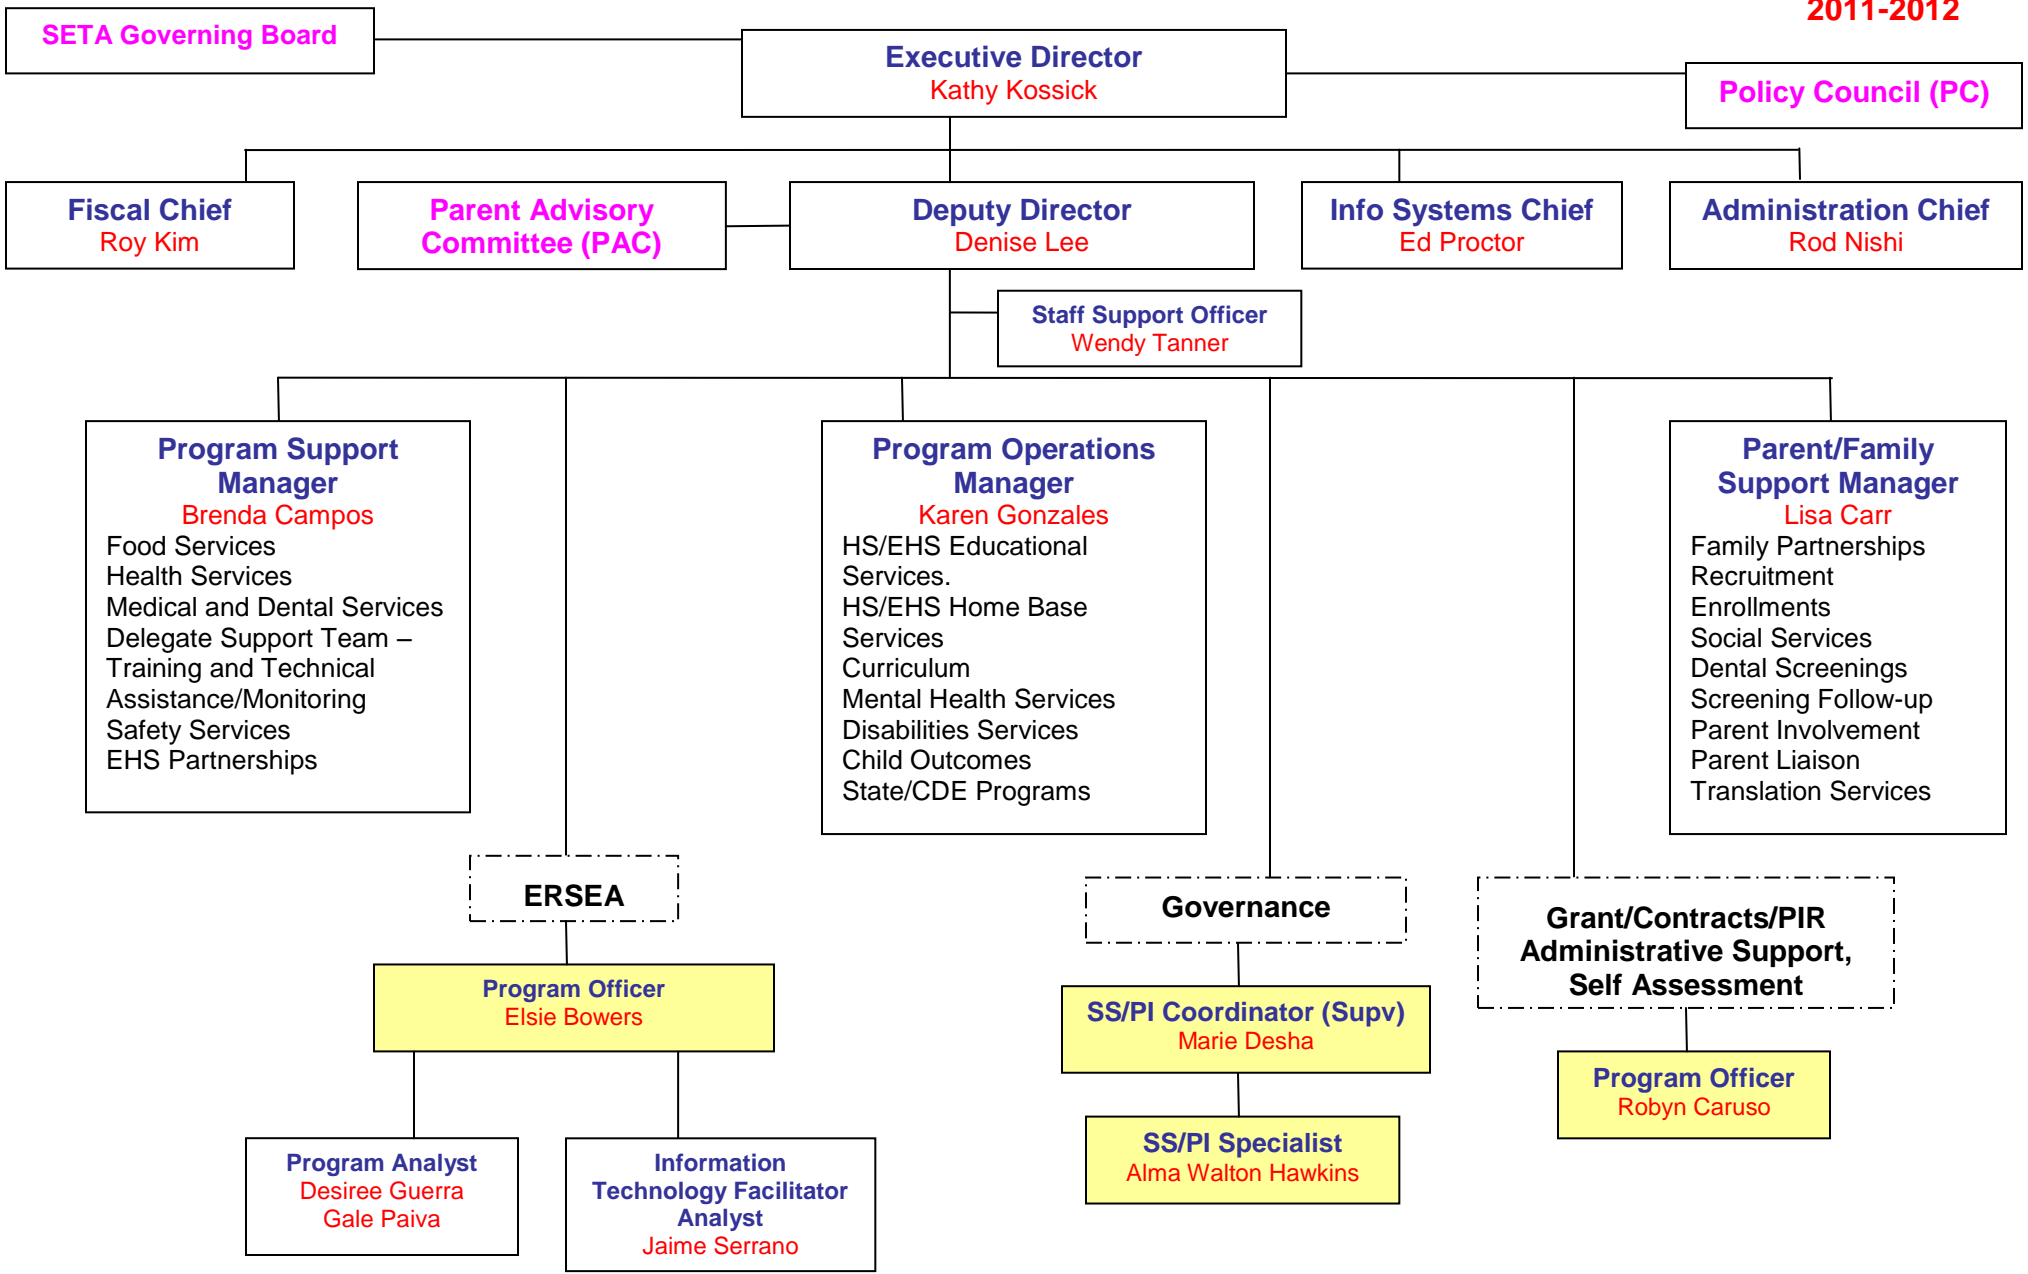 2011-2012
SETA Governing Board
Executive Director
Kathy Kossick
Policy Council (PC)
Fiscal Chief
Roy Kim
Parent Advisory
Committee (PAC)
Deputy Director
Denise Lee
Info Systems Chief
Ed Proctor
Administration Chief
Rod Nishi
Staff Support Officer
Wendy Tanner
Program Support
Manager
Brenda Campos
Food Services
Health Services
Medical and Dental Services
Delegate Support Team –
Training and Technical
Assistance/Monitoring
Safety Services
EHS Partnerships
Program Operations
Manager
Karen Gonzales
HS/EHS Educational
Services.
HS/EHS Home Base
Services
Curriculum
Mental Health Services
Disabilities Services
Child Outcomes
State/CDE Programs
Parent/Family
Support Manager
Lisa Carr
Family Partnerships
Recruitment
Enrollments
Social Services
Dental Screenings
Screening Follow-up
Parent Involvement
Parent Liaison
Translation Services
ERSEA
Program Officer
Elsie Bowers
Program Analyst
Desiree Guerra
Gale Paiva
Information
Technology Facilitator
Analyst
Jaime Serrano
Governance
SS/PI Coordinator (Supv)
Marie Desha
SS/PI Specialist
Alma Walton Hawkins
Grant/Contracts/PIR
Administrative Support,
Self Assessment
Program Officer
Robyn Caruso